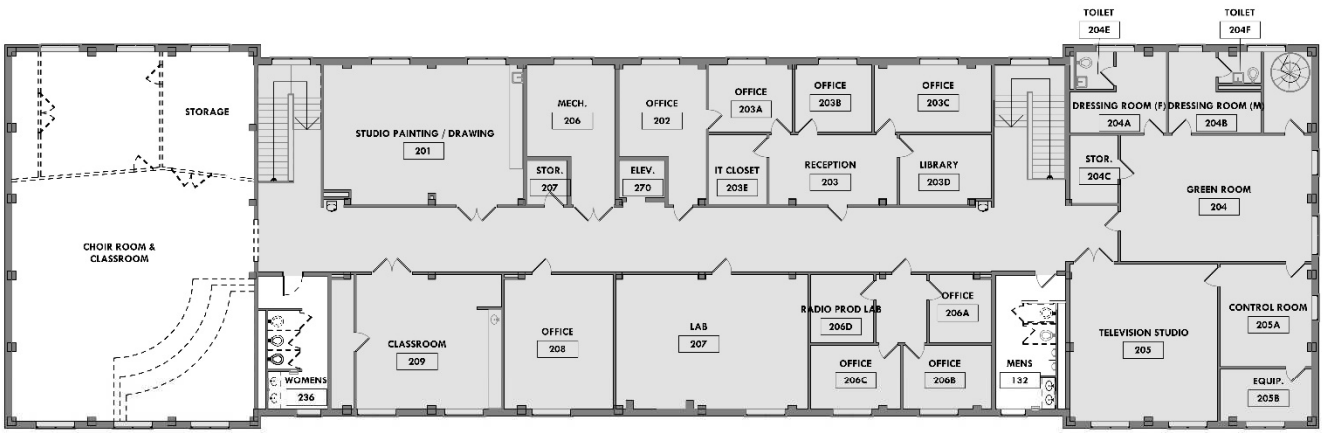 TOILET
204E
TOILET
204F
STORAGE
STUDIO PAINTING / DRAWING
201
MECH.
206
OFFICE
202
OFFICE
203A
OFFICE
203B
OFFICE
203C
DRESSING ROOM (F)
204A
DRESSING ROOM (M)
204B
STOR.
207
ELEV.
270
IT CLOSET
203E
RECEPTION
203
LIBRARY
203D
STOR.
204C
GREEN ROOM
204
CHOIR ROOM &
CLASSROOM
WOMENS
236
CLASSROOM
209
OFFICE
208
LAB
207
RADIO PROD LAB
206D
OFFICE
206A
OFFICE
206C
OFFICE
206B
MENS
132
TELEVISION STUDIO
205
CONTROL ROOM
205A
EQUIP.
205B